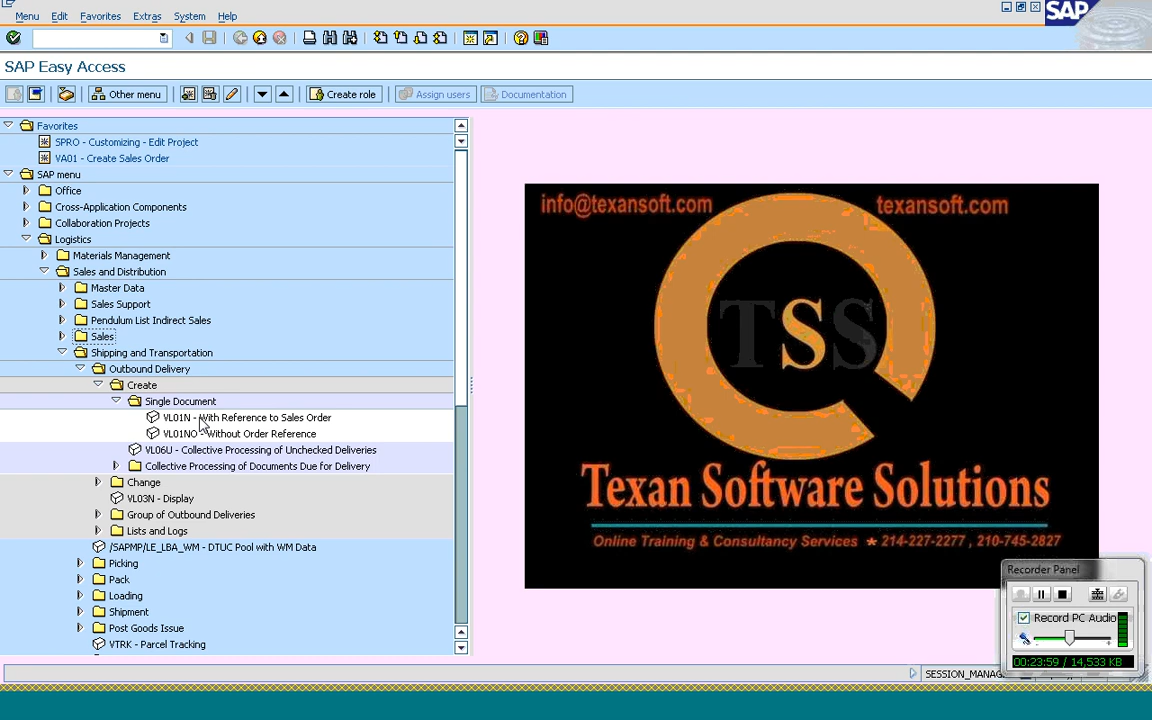 Menu Edit Favorites Extras System Help
SAP
SAP Easy Access
Other menu Create role Assign users Documentation
Favorites
SPRO - Customizing - Edit Project
VA01 - Create Sales Order
SAP menu
Office
Cross-Application Components
Collaboration Projects
Logistics
Materials Management
Sales and Distribution
Master Data
Sales Support
Pendulum List Indirect Sales
Sales
Shipping and Transportation
Outbound Delivery
Create
Single Document
VL01N - With Reference to Sales Order
VL01NO - Without Order Reference
VL06U - Collective Processing of Unchecked Deliveries
Collective Processing of Documents Due for Delivery
Change
VL03N - Display
Group of Outbound Deliveries
Lists and Logs
/SAPMP/LE_LBA_WM - DTUC Pool with WM Data
Picking
Pack
Loading
Shipment
Post Goods Issue
VTRK - Parcel Tracking
info@texansoft.com texansoft.com
TSS
Texan Software Solutions
Online Training & Consultancy Services * 214-227-2277 , 210-745-2827
Recorder Panel
Record PC Audio
00:23:59 / 14,533 KB
SESSION_MANAG